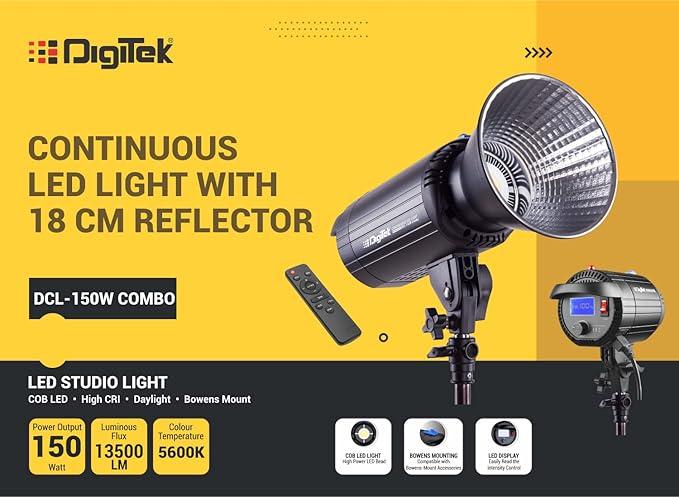 DigiTek®
CONTINUOUS
LED LIGHT WITH
18 CM REFLECTOR
DCL-150W COMBO
DigiTek
LED STUDIO LIGHT
COB LED • High CRI • Daylight • Bowens Mount
Power Output
150
Watt
Luminous
Flux
13500
LM
Colour
Temperature
5600K
COB LED LIGHT
High Power LED Bead
BOWENS MOUNTING
Compatible with
Bowens Mount Accessories
LED DISPLAY
Easily Read the
Intensity Control